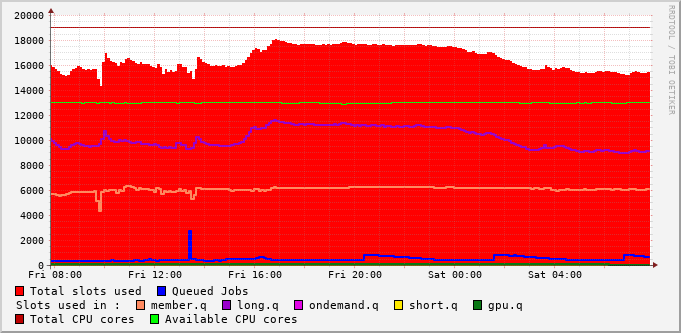 RRDTOOL / TOBI OETIKER
20000
18000
16000
14000
12000
10000
8000
6000
4000
2000
0
Fri 08:00 Fri 12:00 Fri 16:00 Fri 20:00 Sat 00:00 Sat 04:00
Total slots used Queued Jobs
Slots used in : member.q long.q ondemand.q short.q gpu.q
Total CPU cores Available CPU cores